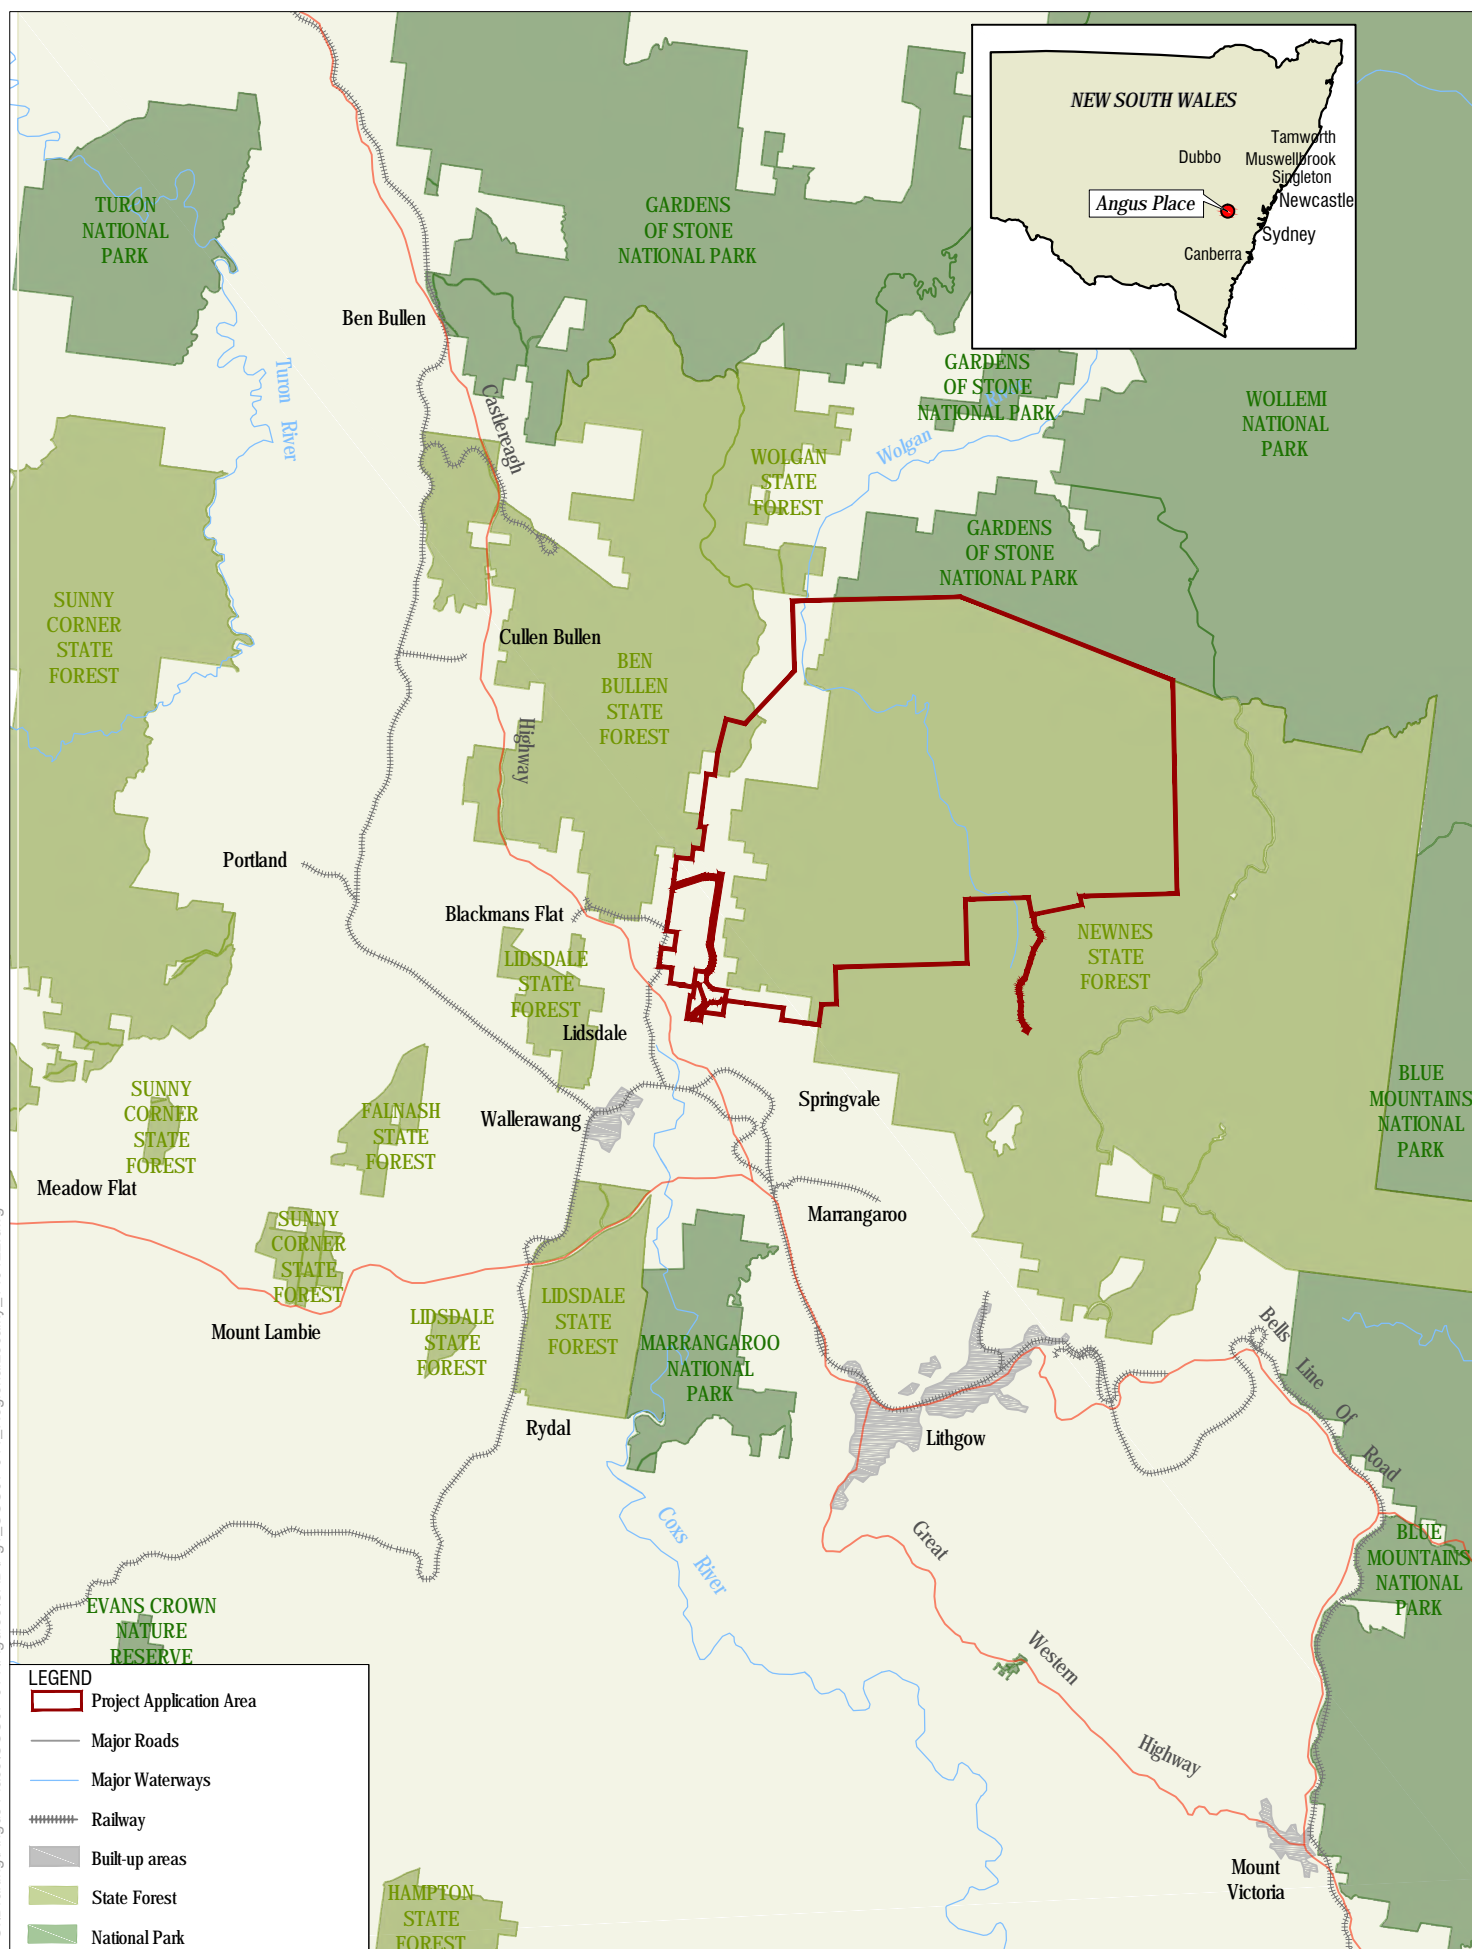 NEW SOUTH WALES
Tamworth
Dubbo
Muswellbrook
Singleton
Angus Place
Newcastle
Sydney
Canberra
TURON
NATIONAL
PARK
GARDENS
OF STONE
NATIONAL PARK
Ben Bullen
Turon River
Castlereagh
GARDENS
OF STONE
NATIONAL PARK
River
Wolgan
WOLLEMI
NATIONAL
PARK
WOLGAN
STATE
FOREST
GARDENS
OF STONE
NATIONAL PARK
SUNNY
CORNER
STATE
FOREST
Cullen Bullen
BEN
BULLEN
STATE
FOREST
Highway
Portland
Blackmans Flat
LIDSDALE
STATE
FOREST
Lidsdale
NEWNES
STATE
FOREST
SUNNY
CORNER
STATE
FOREST
FALNASH
STATE
FOREST
Wallerawang
Springvale
BLUE
MOUNTAINS
NATIONAL
PARK
Meadow Flat
Marrangaroo
SUNNY
CORNER
STATE
FOREST
Mount Lambie
LIDSDALE
STATE
FOREST
LIDSDALE
STATE
FOREST
MARRANGAROO
NATIONAL
PARK
Rydal
Lithgow
Bells Line Of Road
Coxs River
Great Western Highway
BLUE
MOUNTAINS
NATIONAL
PARK
EVANS CROWN
NATURE
RESERVE
Mount
Victoria
HAMPTON
STATE
FOREST
LEGEND
Project Application Area
Major Roads
Major Waterways
Railway
Built-up areas
State Forest
National Park